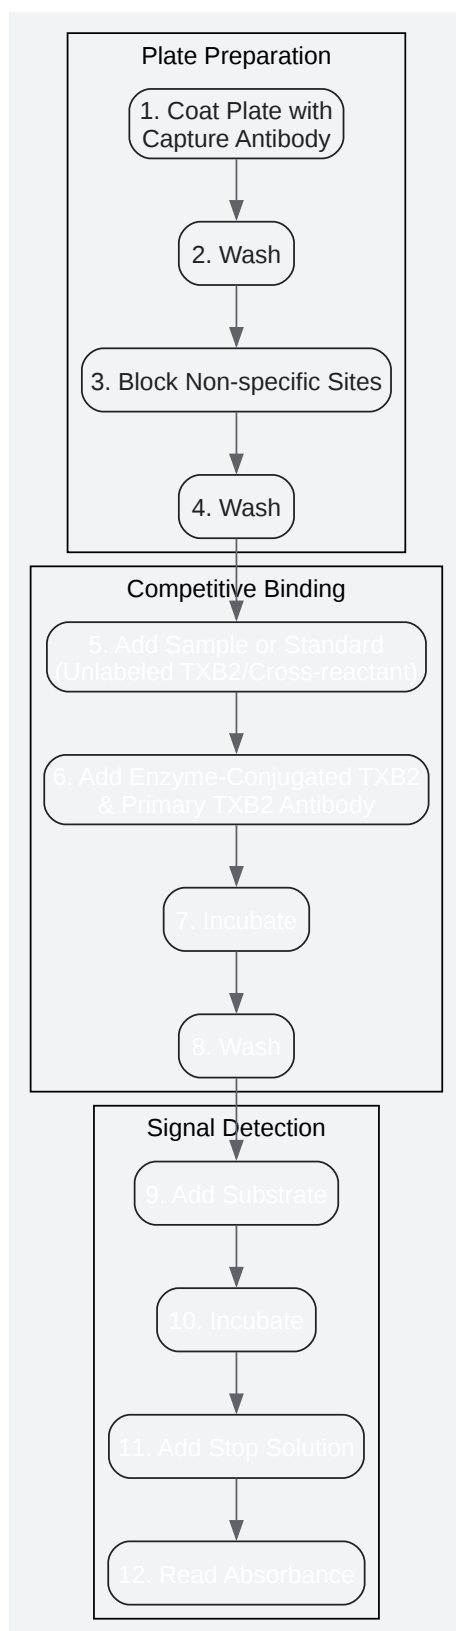 Plate Preparation
1. Coat Plate with
Capture Antibody
2. Wash
3. Block Non-specific Sites
4. Wash
Competitive Binding
5. Add Sample or Standard
(Unlabeled TXB2/Cross-reactant)
6. Add Enzyme-Conjugated TXB2
& Primary TXB2 Antibody
7. Incubate
8. Wash
Signal Detection
9. Add Substrate
10. Incubate
11. Add Stop Solution
12. Read Absorbance